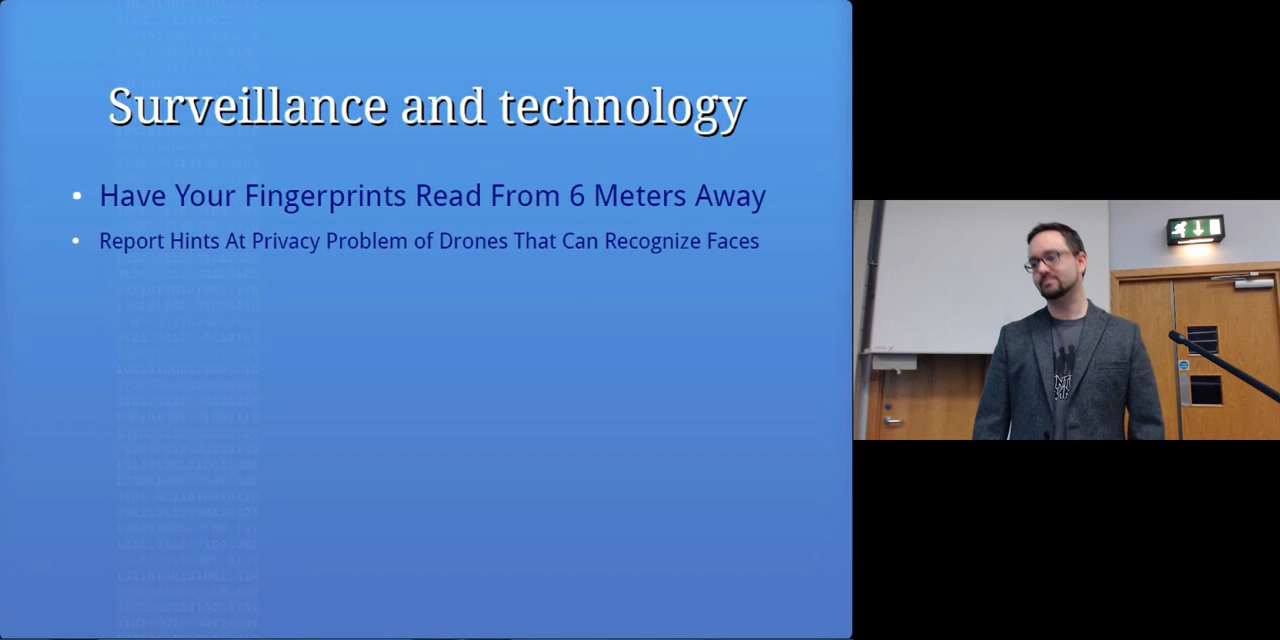 Surveillance and technology
Have Your Fingerprints Read From 6 Meters Away
Report Hints At Privacy Problem of Drones That Can Recognize Faces